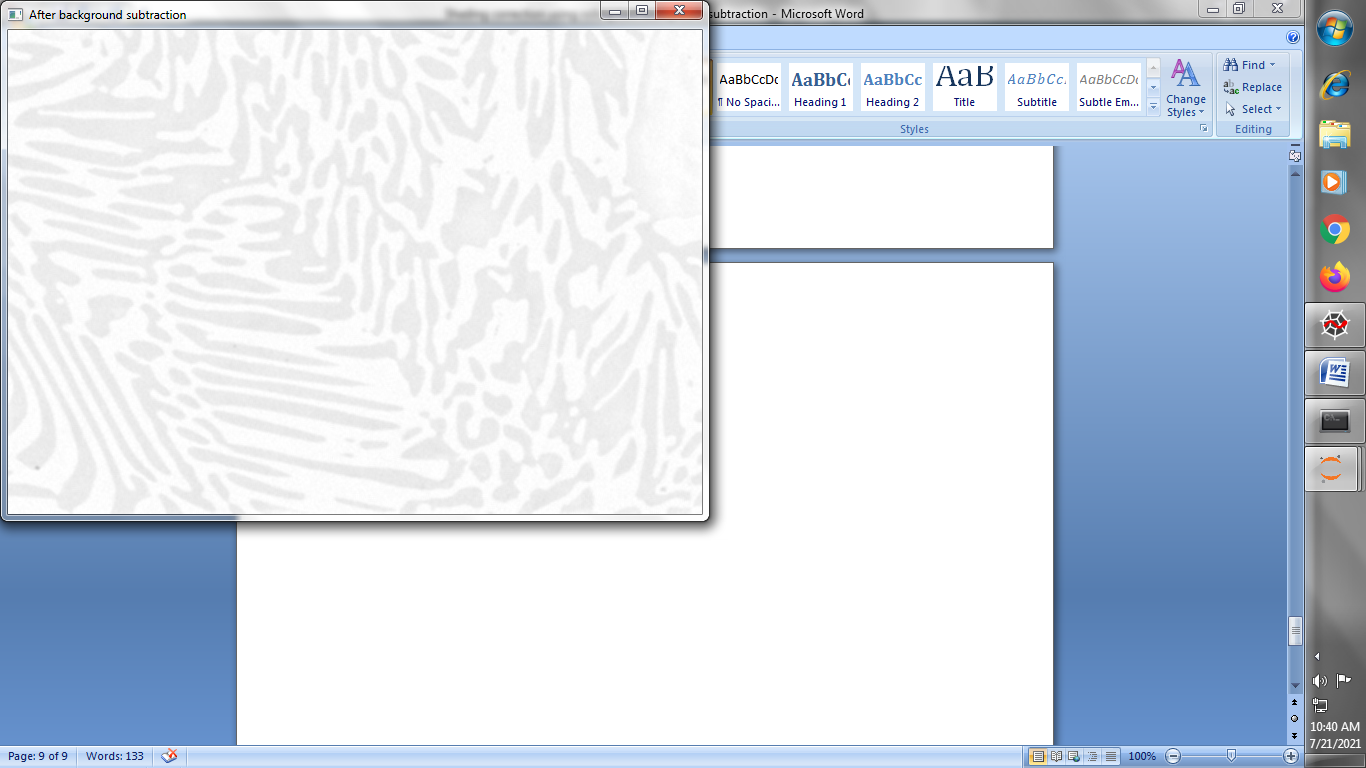 After background subtraction
subtraction - Microsoft Word
AaBbCcDc
AaBbC
AaBbCc
AaB
AaBbCc.
AaBbCcDt
¶ No Spaci...
Heading 1
Heading 2
Title
Subtitle
Subtle Em...
Change
Styles
Styles
Find
Replace
Select
Editing
Page: 9 of 9
Words: 133
100%
10:40 AM
7/21/2021